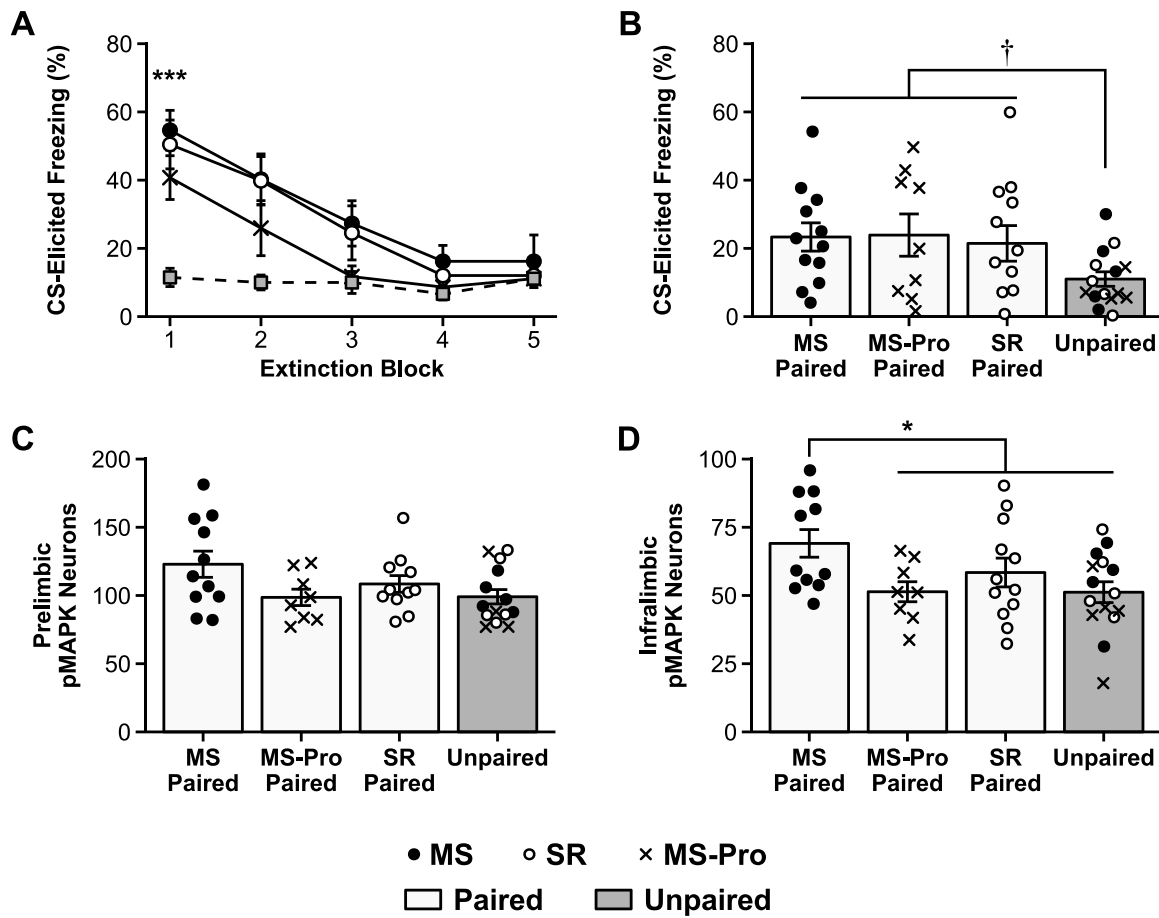 A
CS-Elicited Freezing (%)
80
60
40
20
0
***
1 2 3 4 5
Extinction Block
B
CS-Elicited Freezing (%)
80
60
40
20
0
†
MS Paired
MS-Pro Paired
SR Paired
Unpaired
C
Prelimbic
pMAPK Neurons
200
150
100
50
0
MS Paired
MS-Pro Paired
SR Paired
Unpaired
D
Infralimbic
pMAPK Neurons
100
75
50
25
0
*
MS Paired
MS-Pro Paired
SR Paired
Unpaired
MS SR MS-Pro
Paired Unpaired